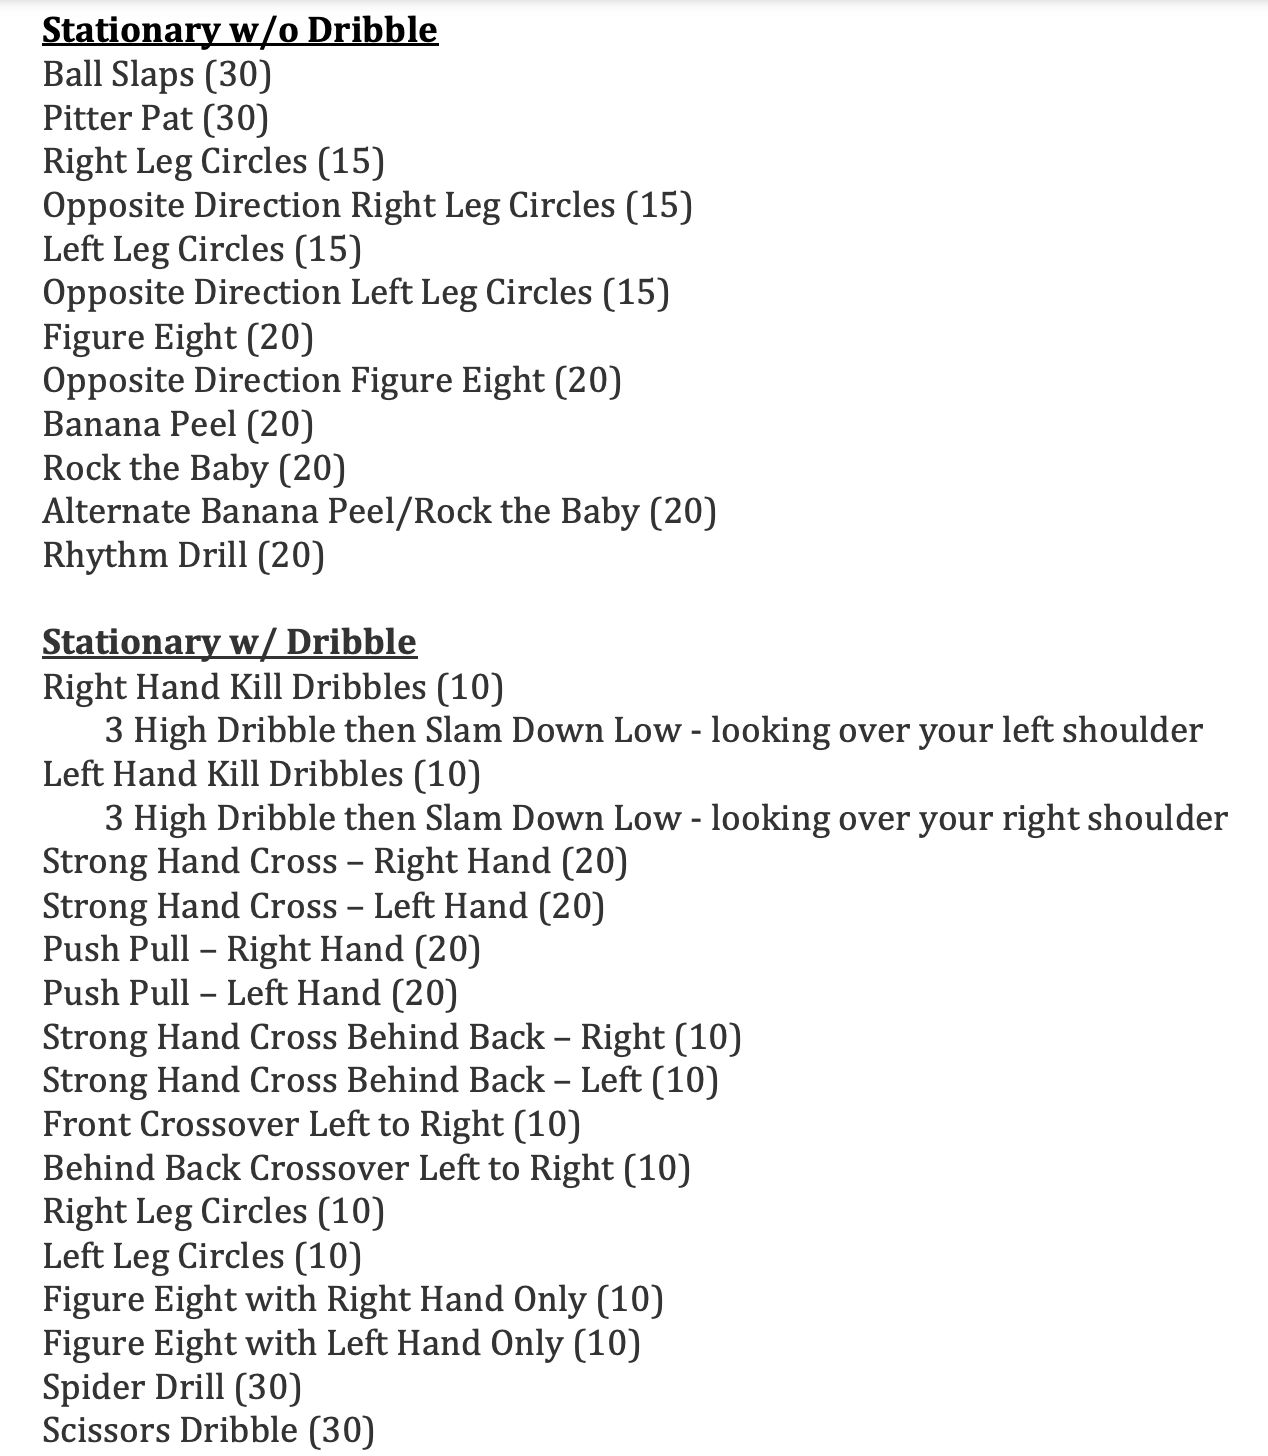 Stationary w/o Dribble
Ball Slaps (30)
Pitter Pat (30)
Right Leg Circles (15)
Opposite Direction Right Leg Circles (15)
Left Leg Circles (15)
Opposite Direction Left Leg Circles (15)
Figure Eight (20)
Opposite Direction Figure Eight (20)
Banana Peel (20)
Rock the Baby (20)
Alternate Banana Peel/Rock the Baby (20)
Rhythm Drill (20)
Stationary w/ Dribble
Right Hand Kill Dribbles (10)
3 High Dribble then Slam Down Low - looking over your left shoulder
Left Hand Kill Dribbles (10)
3 High Dribble then Slam Down Low - looking over your right shoulder
Strong Hand Cross – Right Hand (20)
Strong Hand Cross – Left Hand (20)
Push Pull – Right Hand (20)
Push Pull – Left Hand (20)
Strong Hand Cross Behind Back – Right (10)
Strong Hand Cross Behind Back – Left (10)
Front Crossover Left to Right (10)
Behind Back Crossover Left to Right (10)
Right Leg Circles (10)
Left Leg Circles (10)
Figure Eight with Right Hand Only (10)
Figure Eight with Left Hand Only (10)
Spider Drill (30)
Scissors Dribble (30)